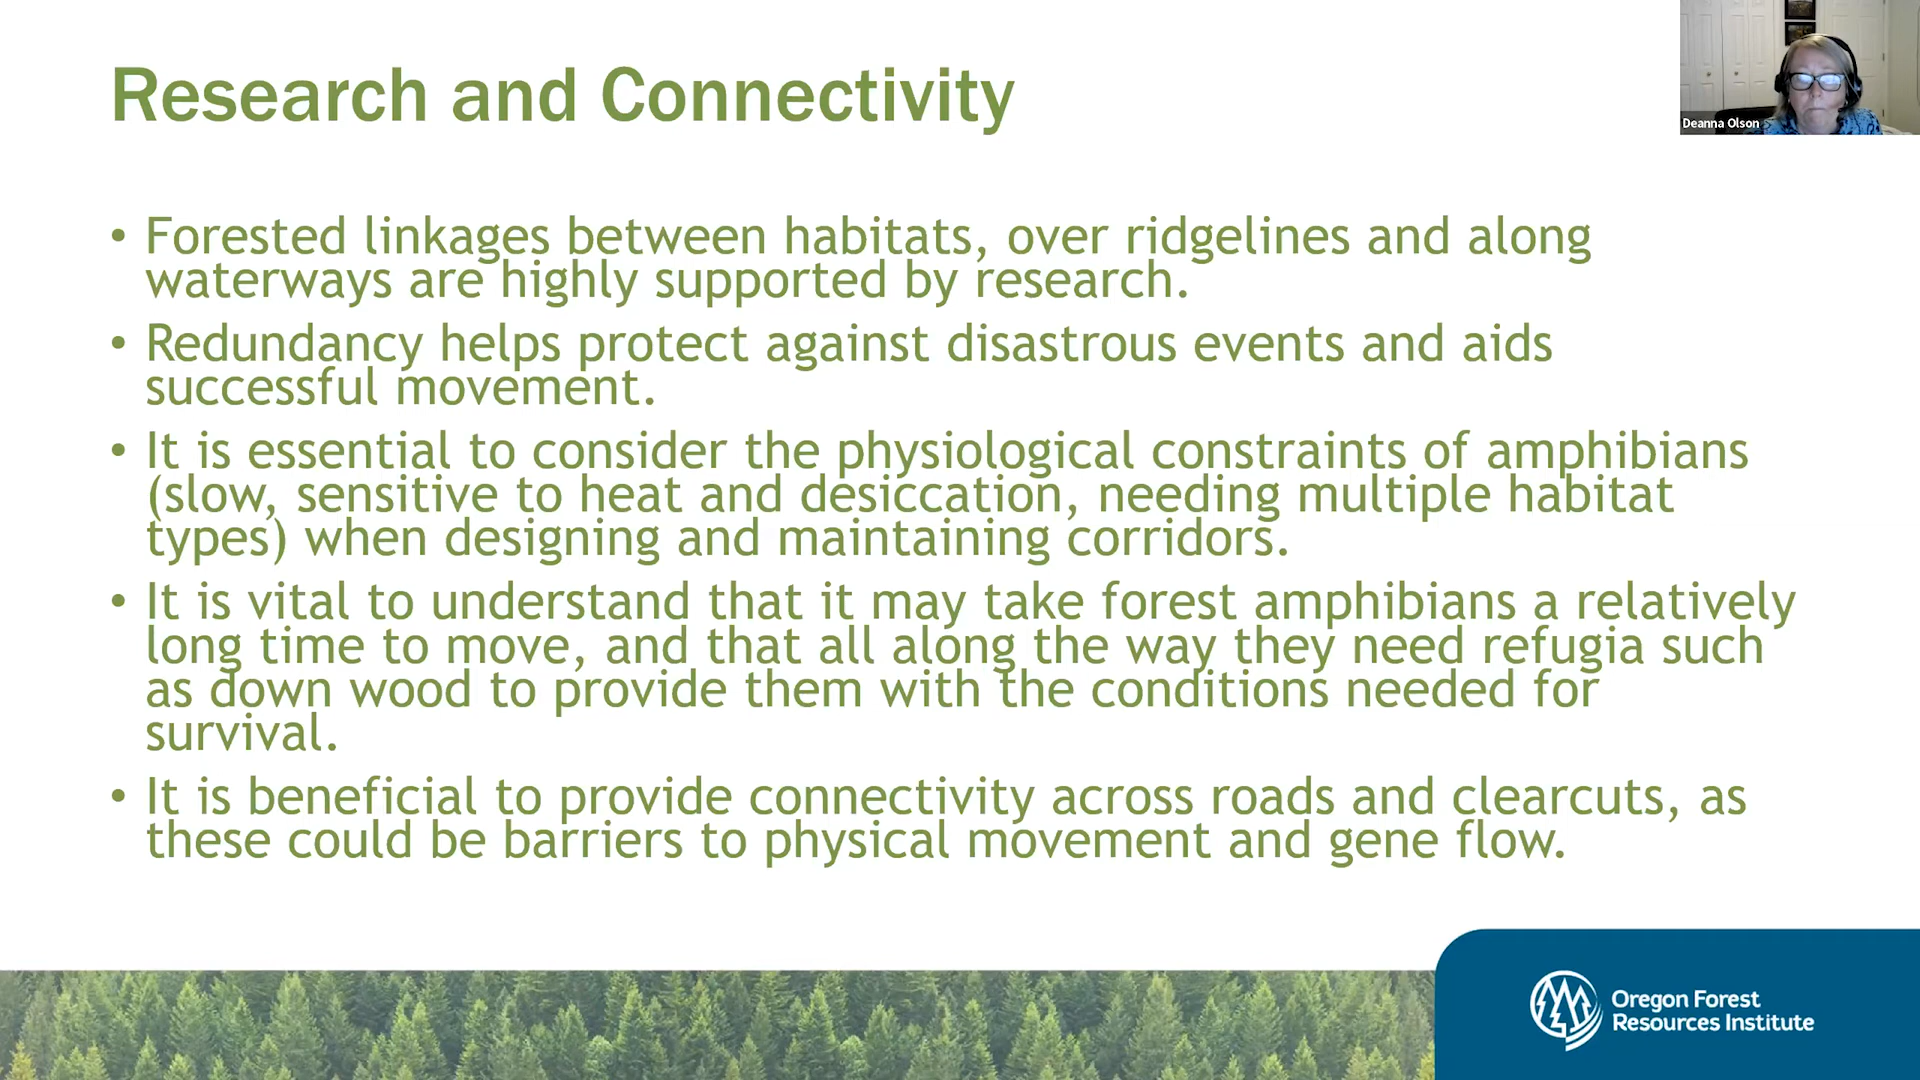 Research and Connectivity
Deanna Olson
• Forested linkages between habitats, over ridgelines and along
waterways are highly supported by research.
• Redundancy helps protect against disastrous events and aids
successful movement.
• It is essential to consider the physiological constraints of amphibians
(slow, sensitive to heat and desiccation, needing multiple habitat
types) when designing and maintaining corridors.
• It is vital to understand that it may take forest amphibians a relatively
long time to move, and that all along the way they need refugia such
as down wood to provide them with the conditions needed for
survival.
• It is beneficial to provide connectivity across roads and clearcuts, as
these could be barriers to physical movement and gene flow.
Oregon Forest
Resources Institute